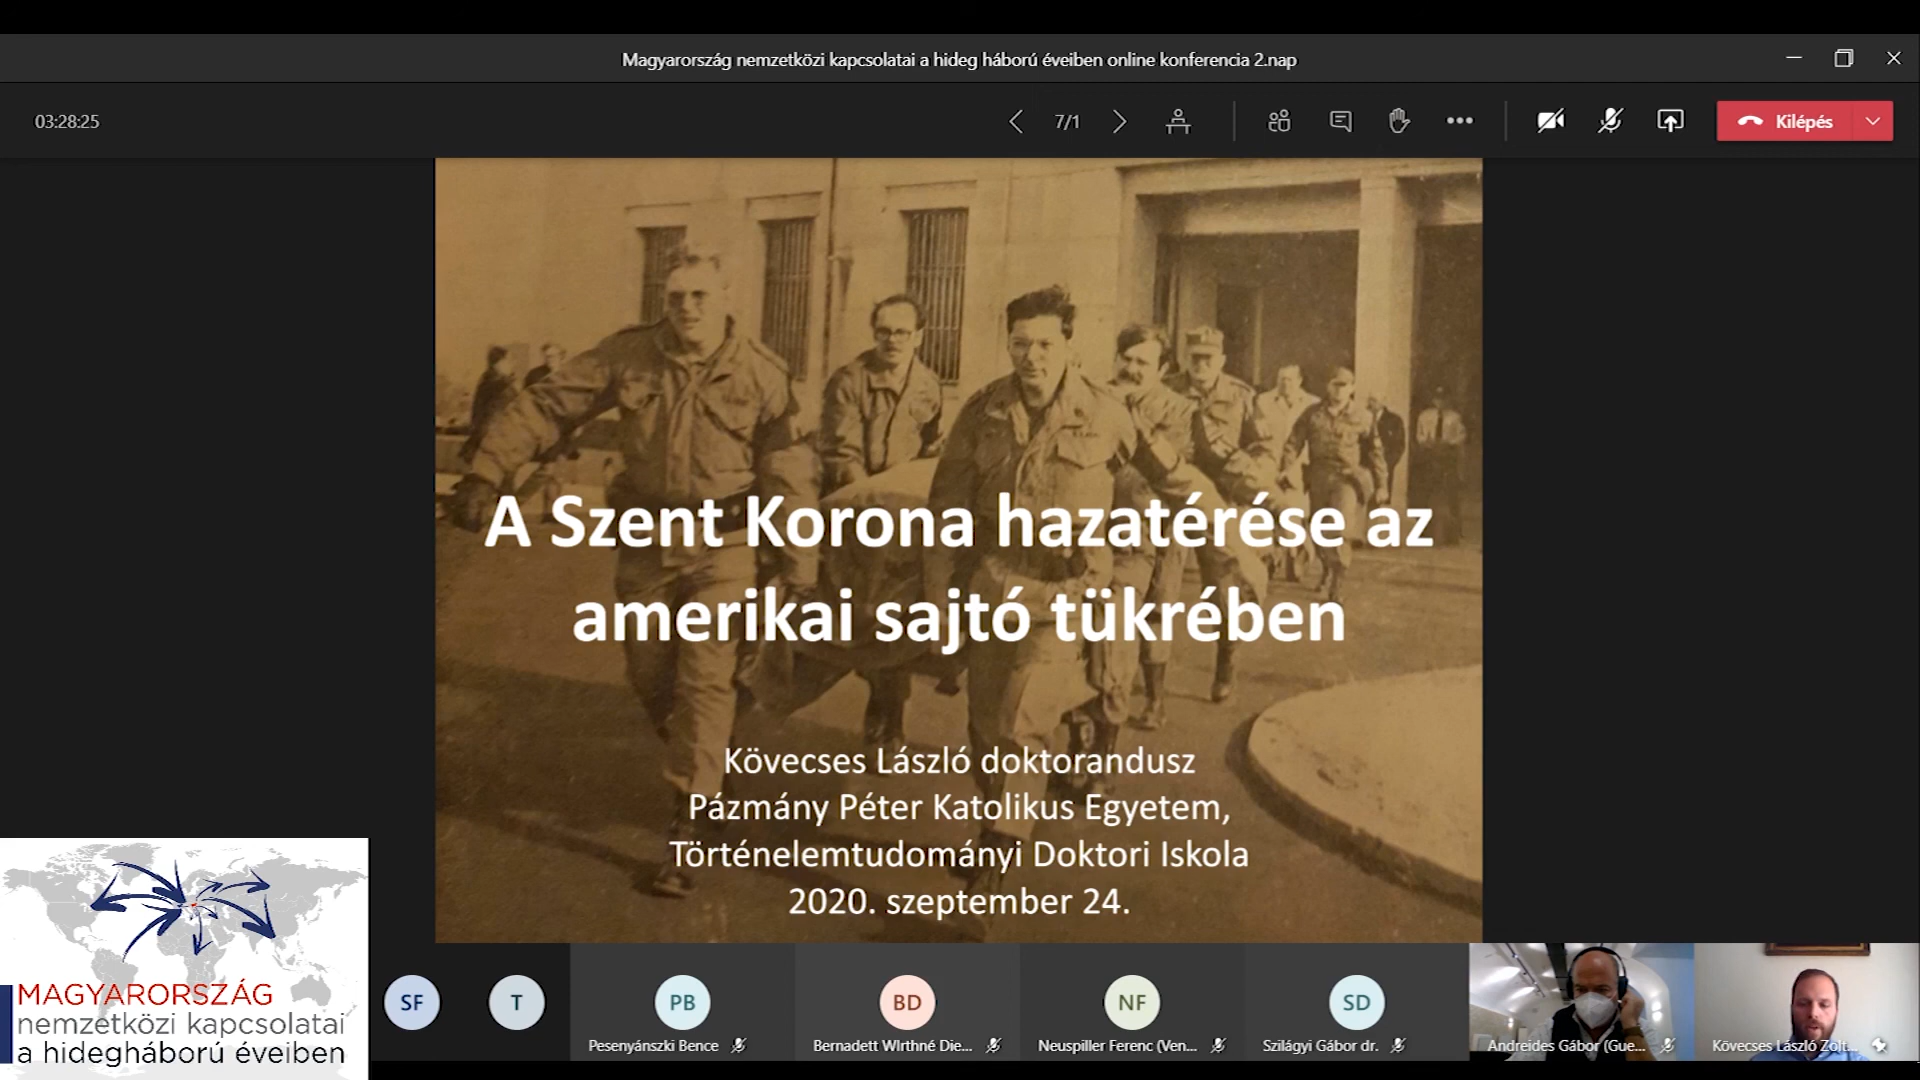 Magyarország nemzetközi kapcsolatai a hideg háború éveiben online konferencia 2.nap
03:28:25
7/1
Kilépés
A Szent Korona hazatérése az
amerikai sajtó tükrében
Kövecses László doktorandusz
Pázmány Péter Katolikus Egyetem,
Történelemtudományi Doktori Iskola
2020. szeptember 24.
MAGYARORSZÁG
nemzetközi kapcsolatai
a hidegháború éveiben
SF
T
PB
BD
NF
SD
Pesenyánszki Bence
Bernadett WIrthné Die...
Neuspiller Ferenc (Ven...
Szilágyi Gábor dr.
Andreides Gábor (Gue...
Kövecses László Zolt...